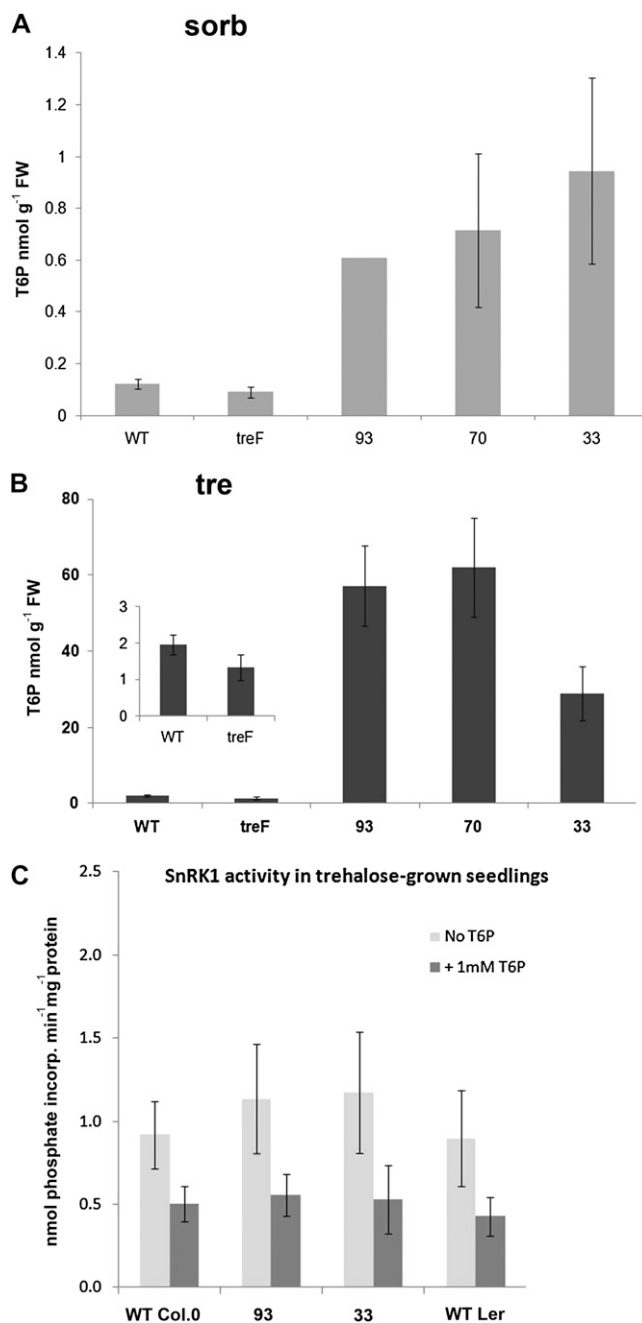 A
sorb
T6P nmol g⁻¹ FW
1.4
1.2
1
0.8
0.6
0.4
0.2
0
WT treF 93 70 33
B
tre
T6P nmol g⁻¹ FW
80
60
40
20
0
3
2
1
0
WT treF
WT treF 93 70 33
C
SnRK1 activity in trehalose-grown seedlings
nmol phosphate incorp. min⁻¹mg⁻¹protein
2.5
2.0
1.5
1.0
0.5
0.0
No T6P
+ 1mM T6P
WT Col.0 93 33 WT Ler